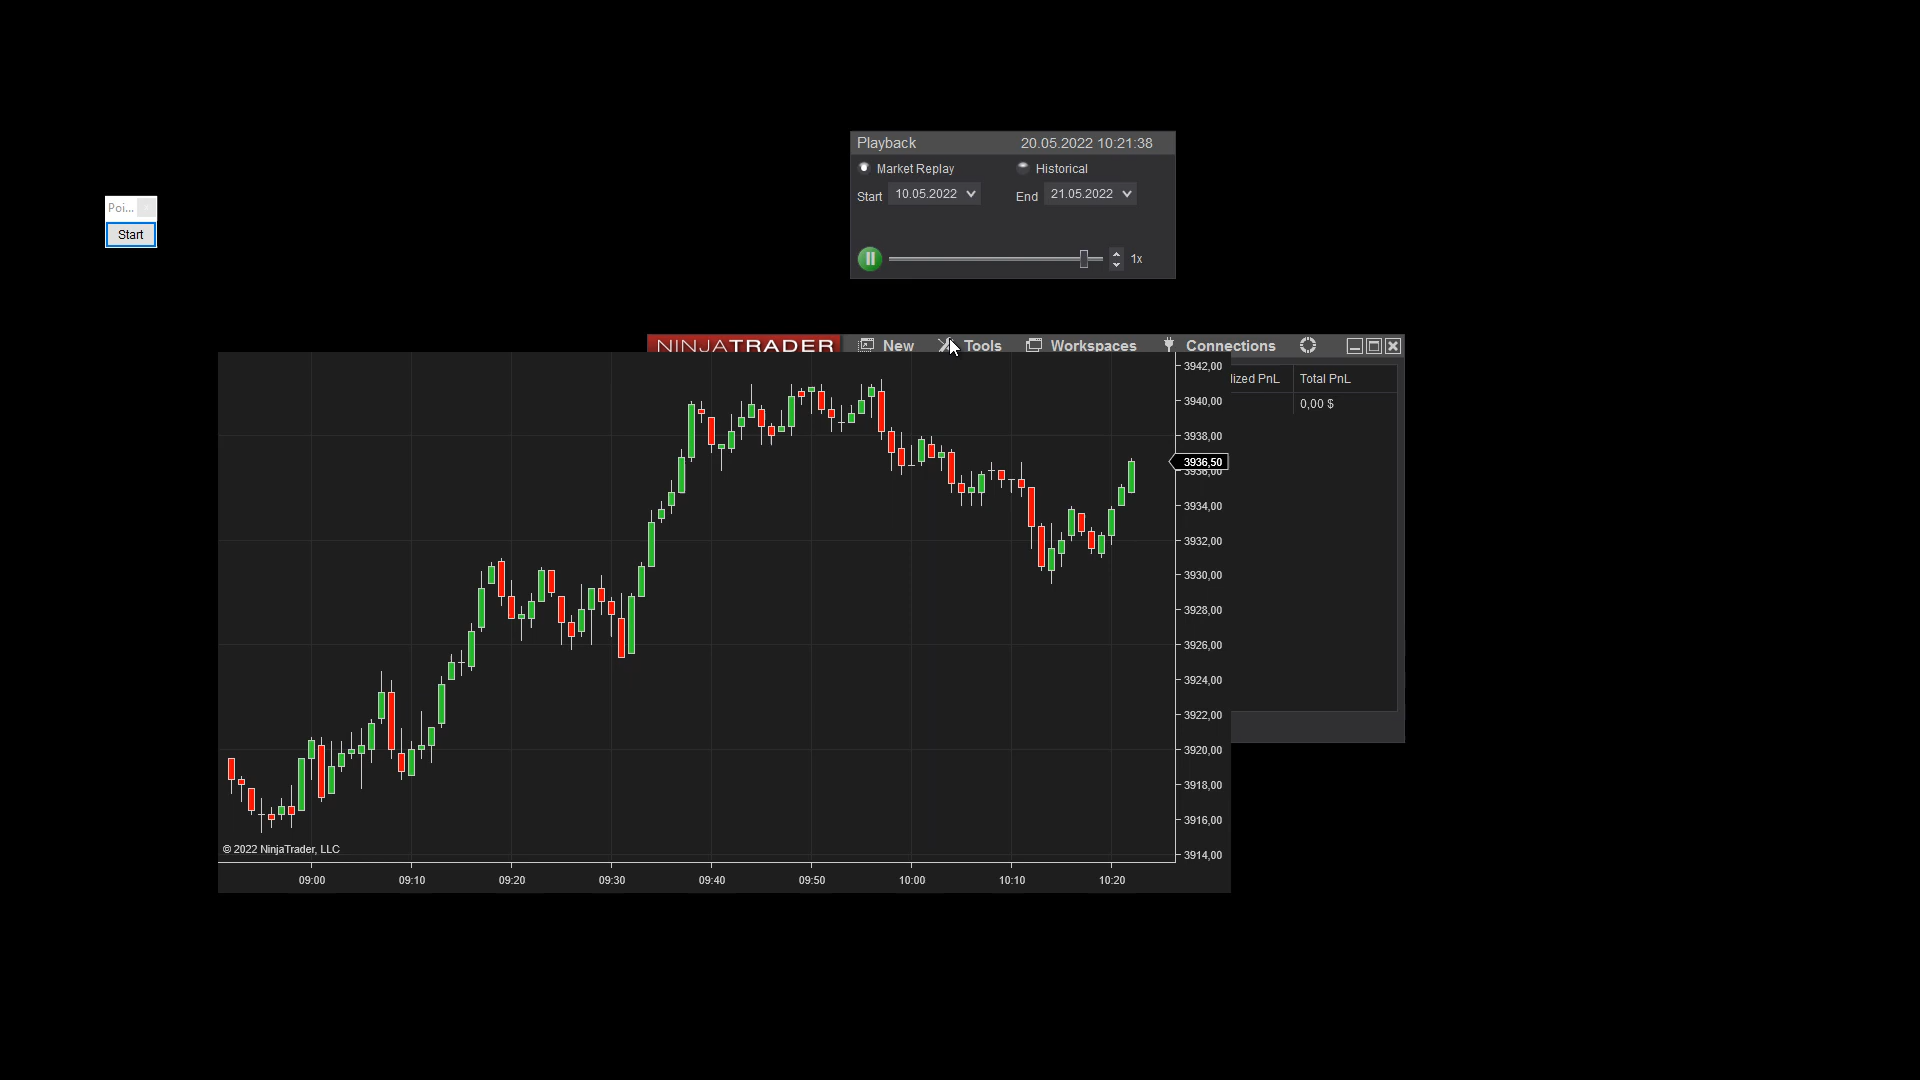 Playback 20.05.2022 10:21:38
Market Replay Historical
Start 10.05.2022 End 21.05.2022
1x
Poi...
Start
NINJATRADER New Tools Workspaces Connections
lized PnL Total PnL
0,00 $
3942,00
3940,00
3938,00
3936,50
3936,00
3934,00
3932,00
3930,00
3928,00
3926,00
3924,00
3922,00
3920,00
3918,00
3916,00
3914,00
© 2022 NinjaTrader, LLC
09:00 09:10 09:20 09:30 09:40 09:50 10:00 10:10 10:20